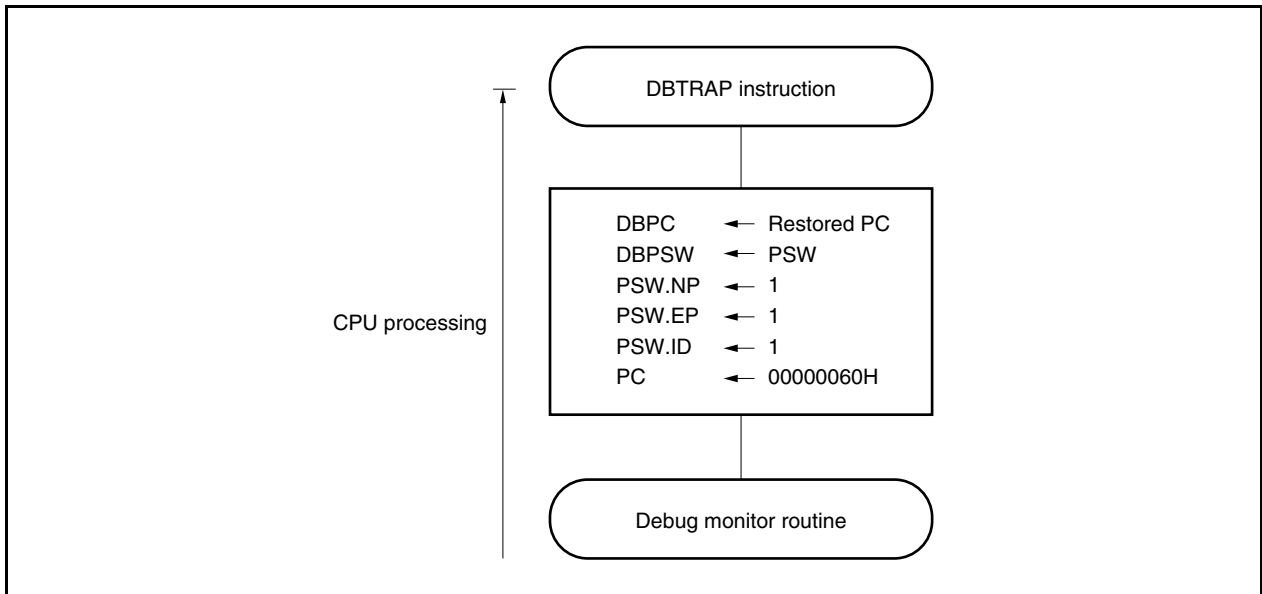 DBTRAP instruction
CPU processing
DBPC ← Restored PC
DBPSW ← PSW
PSW.NP ← 1
PSW.EP ← 1
PSW.ID ← 1
PC ← 00000060H
Debug monitor routine